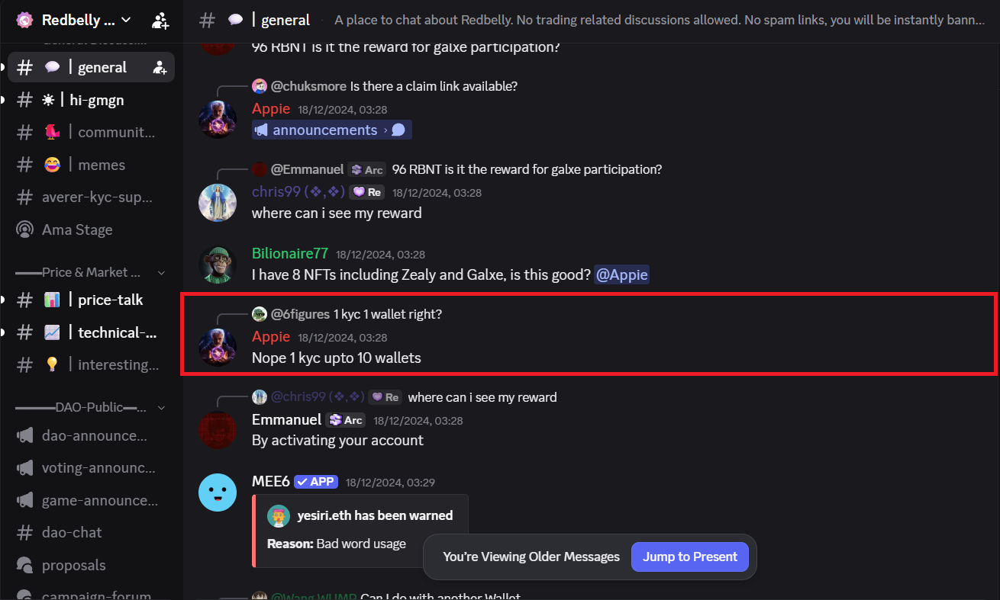 Redbelly ...
general
A place to chat about Redbelly. No trading related discussions allowed. No spam links, you will be instantly bann...
general
hi-gmgn
communit...
memes
averer-kyc-sup...
Ama Stage
Price & Market ...
price-talk
technical-...
interesting...
DAO-Public
dao-announce...
voting-announc...
game-announce...
dao-chat
proposals
campaign-forum
96 RBNT is it the reward for galxe participation?
@chuksmore Is there a claim link available?
Appie 18/12/2024, 03:28
announcements ›
@Emmanuel Arc 96 RBNT is it the reward for galxe participation?
chris99 (❖,❖) Re 18/12/2024, 03:28
where can i see my reward
Bilionaire77 18/12/2024, 03:28
I have 8 NFTs including Zealy and Galxe, is this good? @Appie
@6figures 1 kyc 1 wallet right?
Appie 18/12/2024, 03:28
Nope 1 kyc upto 10 wallets
@chris99 (❖,❖) Re where can i see my reward
Emmanuel Arc 18/12/2024, 03:28
By activating your account
MEE6 APP 18/12/2024, 03:29
yesiri.eth has been warned
Reason: Bad word usage
You're Viewing Older Messages Jump to Present
@Wang WUMP Can I do with another Wallet